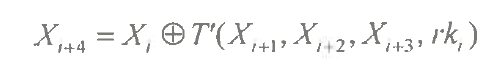 X_{i+4} = X_i ⊕ T'(X_{i+1}, X_{i+2}, X_{i+3}, rk_i)